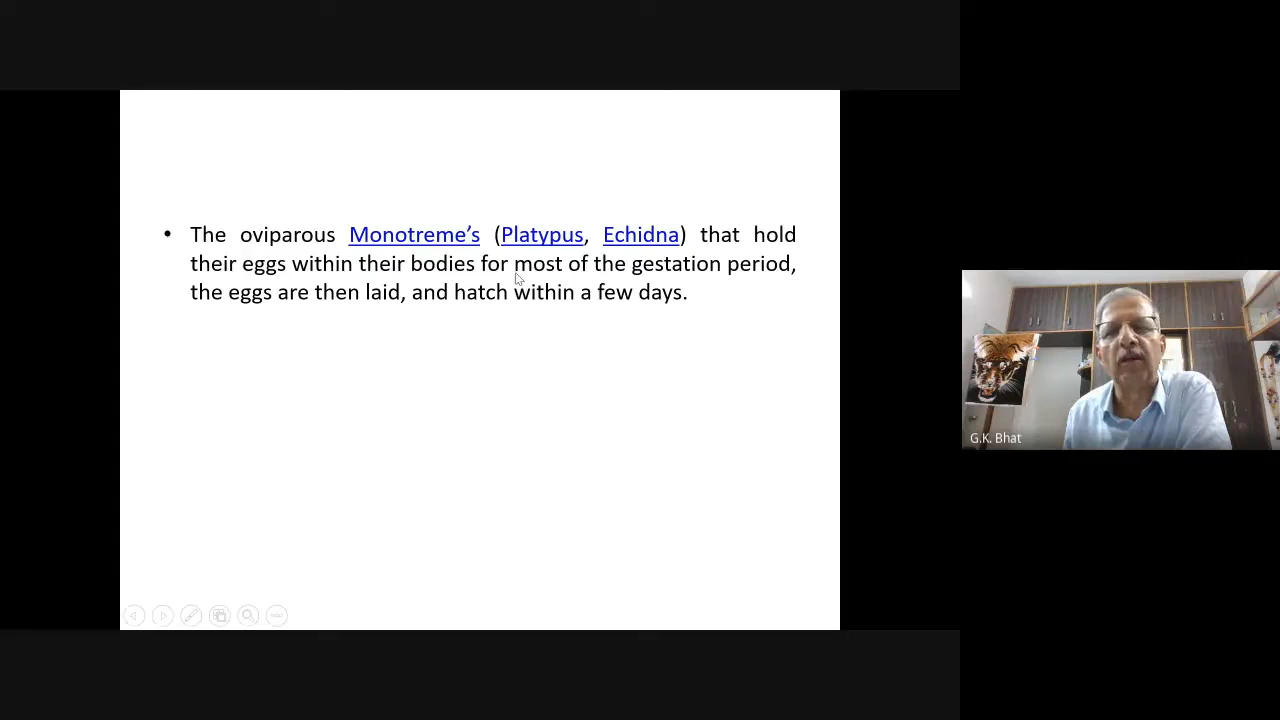 • The oviparous Monotreme’s (Platypus, Echidna) that hold
their eggs within their bodies for most of the gestation period,
the eggs are then laid, and hatch within a few days.
G.K. Bhat